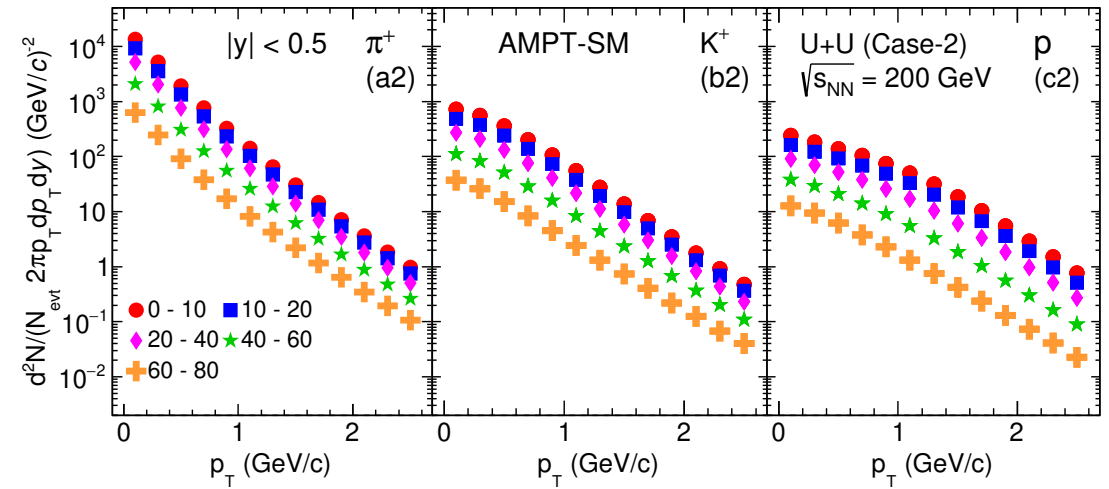 |y| < 0.5 π⁺
(a2)
AMPT-SM K⁺
(b2)
U+U (Case-2) p
√s_NN = 200 GeV (c2)
d²N/(N_evt 2πp_T dp_T dy) (GeV/c)⁻²
10⁴
10³
10²
10
1
10⁻¹
10⁻²
0 - 10 10 - 20
20 - 40 40 - 60
60 - 80
0 1 2 0 1 2 0 1 2
p_T (GeV/c) p_T (GeV/c) p_T (GeV/c)